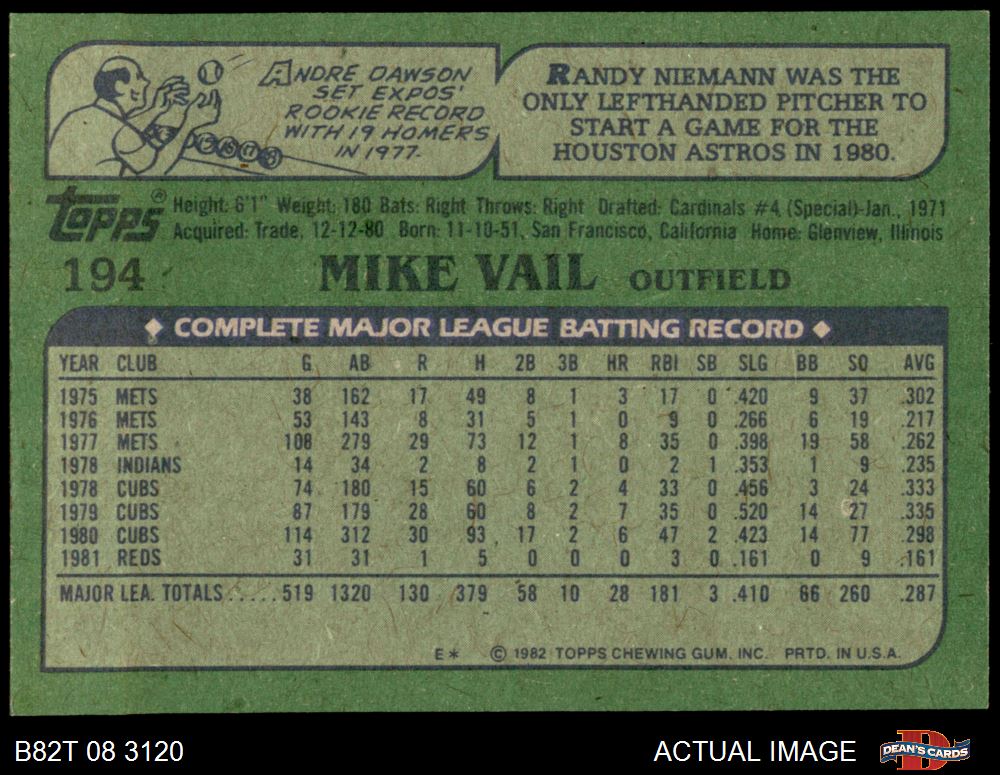 ANDRE DAWSON
SET EXPOS'
ROOKIE RECORD
WITH 19 HOMERS
IN 1977.
RANDY NIEMANN WAS THE
ONLY LEFTHANDED PITCHER TO
START A GAME FOR THE
HOUSTON ASTROS IN 1980.
TOPPS®
Height: 6'1" Weight: 180 Bats: Right Throws: Right Drafted: Cardinals #4, (Special)-Jan., 1971
Acquired: Trade, 12-12-80 Born: 11-10-51, San Francisco, California Home: Glenview, Illinois
194 MIKE VAIL OUTFIELD
COMPLETE MAJOR LEAGUE BATTING RECORD
YEAR CLUB G AB R H 2B 3B HR RBI SB SLG BB SO AVG
1975 METS 38 162 17 49 8 1 3 17 0 .420 9 37 .302
1976 METS 53 143 8 31 5 1 0 9 0 .266 6 19 .217
1977 METS 108 279 29 73 12 1 8 35 0 .398 19 58 .262
1978 INDIANS 14 34 2 8 2 1 0 2 1 .353 1 9 .235
1978 CUBS 74 180 15 60 6 2 4 33 0 .456 3 24 .333
1979 CUBS 87 179 28 60 8 2 7 35 0 .520 14 27 .335
1980 CUBS 114 312 30 93 17 2 6 47 2 .423 14 77 .298
1981 REDS 31 31 1 5 0 0 0 3 0 .161 0 9 .161
MAJOR LEA. TOTALS.....519 1320 130 379 58 10 28 181 3 .410 66 260 .287
E* © 1982 TOPPS CHEWING GUM, INC. PRTD. IN U.S.A.
B82T 08 3120
ACTUAL IMAGE
DEAN'S CARDS